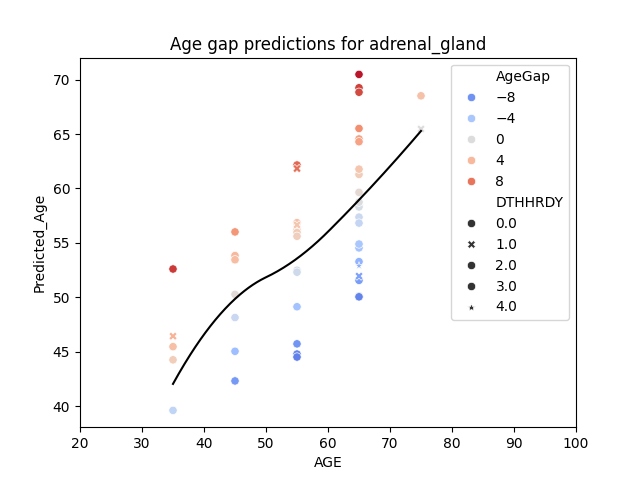 Age gap predictions for adrenal_gland
Predicted_Age
70
65
60
55
50
45
40
20 30 40 50 60 70 80 90 100
AGE
AgeGap
−8
−4
0
4
8
DTHHRDY
0.0
1.0
2.0
3.0
4.0